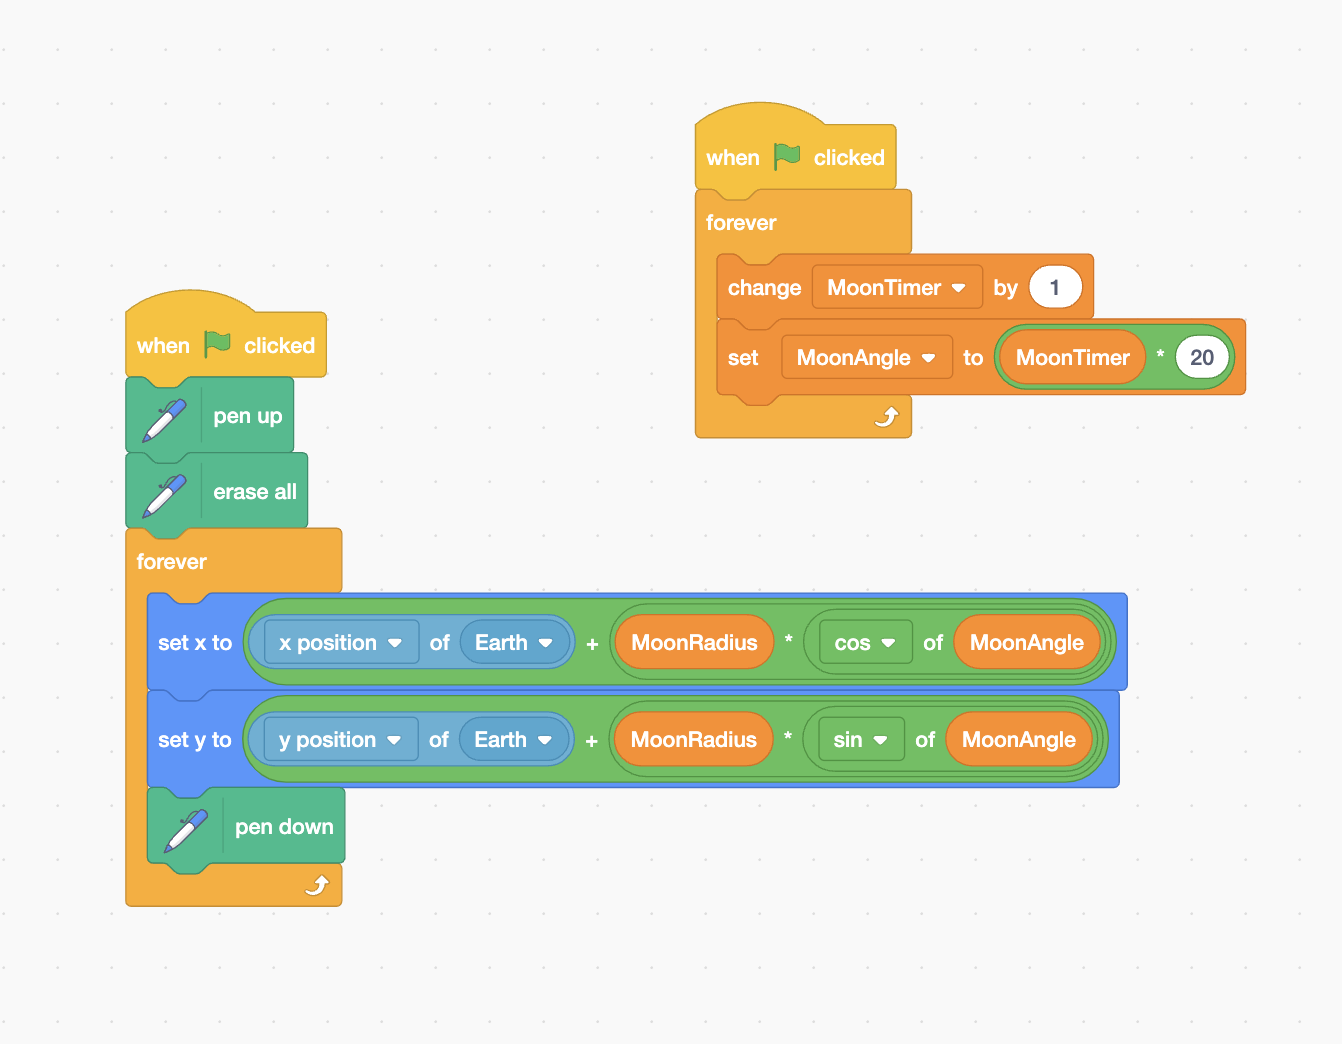 when clicked
forever
change MoonTimer by 1
set MoonAngle to MoonTimer * 20
when clicked
pen up
erase all
forever
set x to x position of Earth + MoonRadius * cos of MoonAngle
set y to y position of Earth + MoonRadius * sin of MoonAngle
pen down